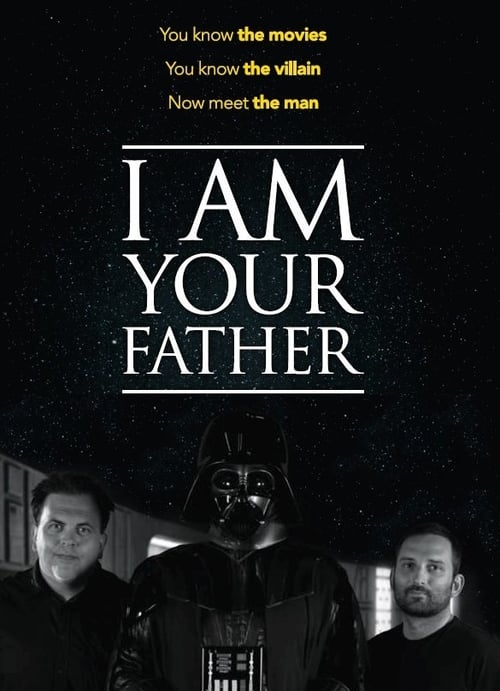 You know the movies
You know the villain
Now meet the man
I AM
YOUR
FATHER